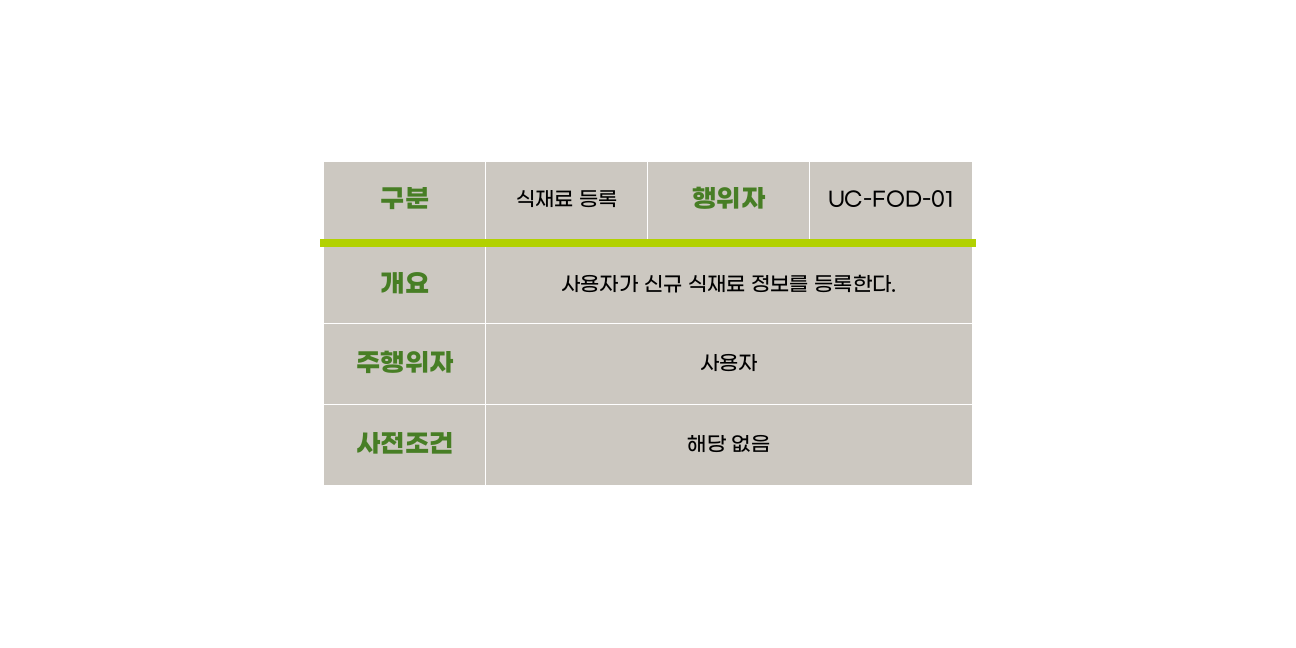 구분 식재료 등록 행위자 UC-FOD-01
개요 사용자가 신규 식재료 정보를 등록한다.
주행위자 사용자
사전조건 해당 없음